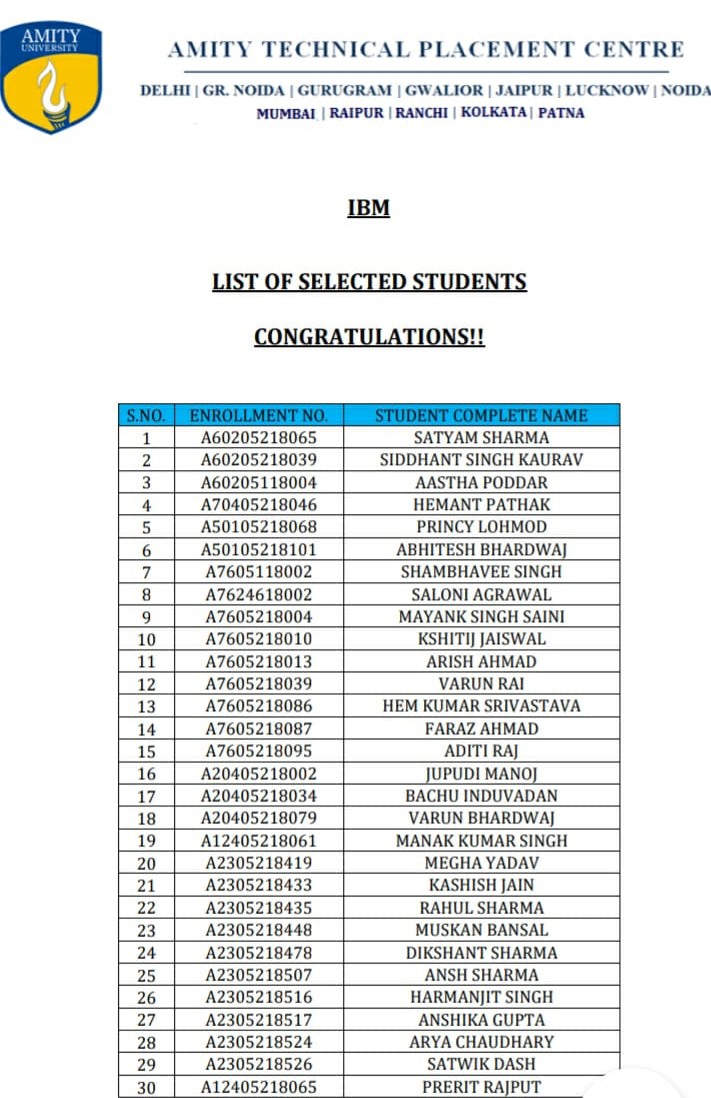 AMITY
UNIVERSITY
AMITY TECHNICAL PLACEMENT CENTRE
DELHI | GR. NOIDA | GURUGRAM | GWALIOR | JAIPUR | LUCKNOW | NOIDA
MUMBAI | RAIPUR | RANCHI | KOLKATA | PATNA
IBM
LIST OF SELECTED STUDENTS
CONGRATULATIONS!!
S.NO. ENROLLMENT NO. STUDENT COMPLETE NAME
1 A60205218065 SATYAM SHARMA
2 A60205218039 SIDDHANT SINGH KAURAV
3 A60205118004 AASTHA PODDAR
4 A70405218046 HEMANT PATHAK
5 A50105218068 PRINCY LOHMOD
6 A50105218101 ABHITESH BHARDWAJ
7 A7605118002 SHAMBHAVEE SINGH
8 A7624618002 SALONI AGRAWAL
9 A7605218004 MAYANK SINGH SAINI
10 A7605218010 KSHITIJ JAISWAL
11 A7605218013 ARISH AHMAD
12 A7605218039 VARUN RAI
13 A7605218086 HEM KUMAR SRIVASTAVA
14 A7605218087 FARAZ AHMAD
15 A7605218095 ADITI RAJ
16 A20405218002 JUPUDI MANOJ
17 A20405218034 BACHU INDUVADAN
18 A20405218079 VARUN BHARDWAJ
19 A12405218061 MANAK KUMAR SINGH
20 A2305218419 MEGHA YADAV
21 A2305218433 KASHISH JAIN
22 A2305218435 RAHUL SHARMA
23 A2305218448 MUSKAN BANSAL
24 A2305218478 DIKSHANT SHARMA
25 A2305218507 ANSH SHARMA
26 A2305218516 HARMANJIT SINGH
27 A2305218517 ANSHIKA GUPTA
28 A2305218524 ARYA CHAUDHARY
29 A2305218526 SATWIK DASH
30 A12405218065 PRERIT RAJPUT